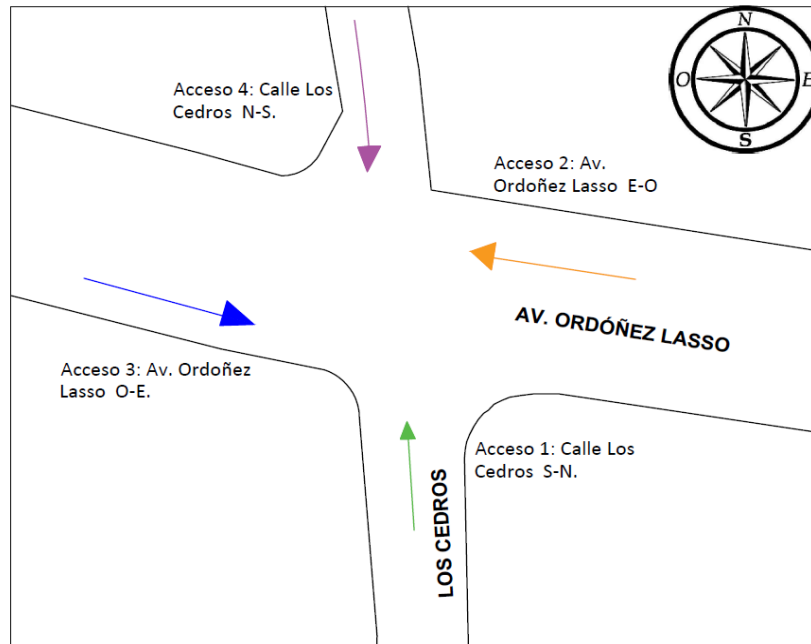 N
O
E
S
Acceso 4: Calle Los
Cedros N-S.
Acceso 2: Av.
Ordoñez Lasso E-O
AV. ORDÓÑEZ LASSO
Acceso 3: Av. Ordoñez
Lasso O-E.
Acceso 1: Calle Los
Cedros S-N.
LOS CEDROS